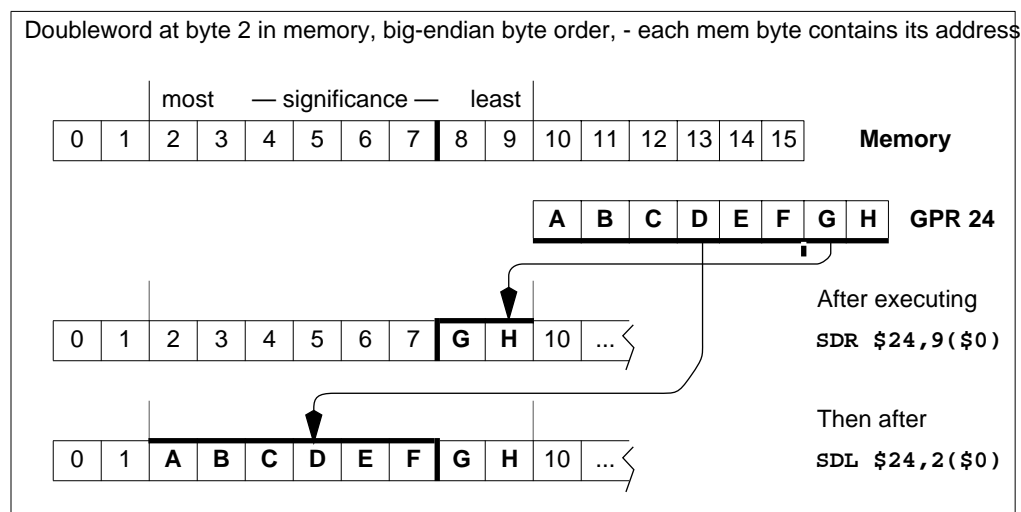 Doubleword at byte 2 in memory, big-endian byte order, - each mem byte contains its address
most — significance — least
0 1 2 3 4 5 6 7 8 9 10 11 12 13 14 15 Memory
A B C D E F G H GPR 24
After executing
0 1 2 3 4 5 6 7 G H 10 ... SDR $24,9($0)
Then after
0 1 A B C D E F G H 10 ... SDL $24,2($0)